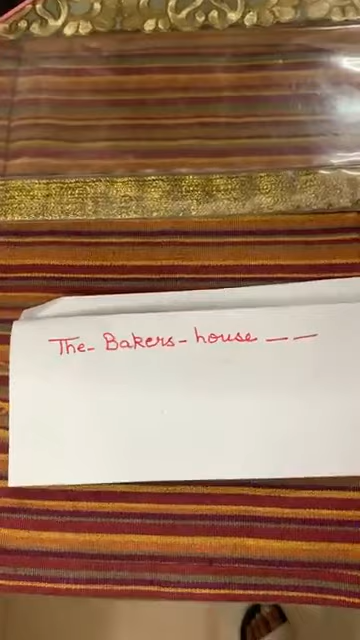 The- Bakers- house — —